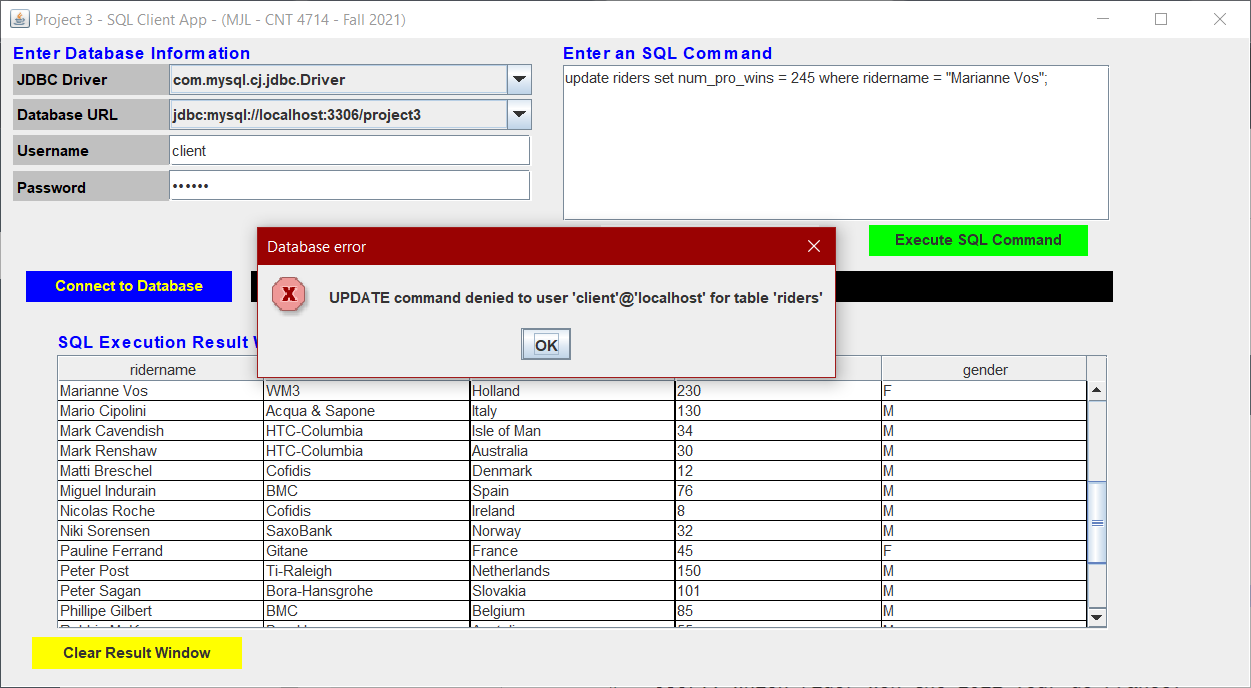 Project 3 - SQL Client App - (MJL - CNT 4714 - Fall 2021)
Enter Database Information
Enter an SQL Command
JDBC Driver com.mysql.cj.jdbc.Driver
update riders set num_pro_wins = 245 where ridername = "Marianne Vos";
Database URL jdbc:mysql://localhost:3306/project3
Username client
Password ••••••
Execute SQL Command
Database error
Connect to Database
X UPDATE command denied to user 'client'@'localhost' for table 'riders'
OK
SQL Execution Result
ridername gender
Marianne Vos WM3 Holland 230 F
Mario Cipolini Acqua & Sapone Italy 130 M
Mark Cavendish HTC-Columbia Isle of Man 34 M
Mark Renshaw HTC-Columbia Australia 30 M
Matti Breschel Cofidis Denmark 12 M
Miguel Indurain BMC Spain 76 M
Nicolas Roche Cofidis Ireland 8 M
Niki Sorensen SaxoBank Norway 32 M
Pauline Ferrand Gitane France 45 F
Peter Post Ti-Raleigh Netherlands 150 M
Peter Sagan Bora-Hansgrohe Slovakia 101 M
Phillipe Gilbert BMC Belgium 85 M
Clear Result Window